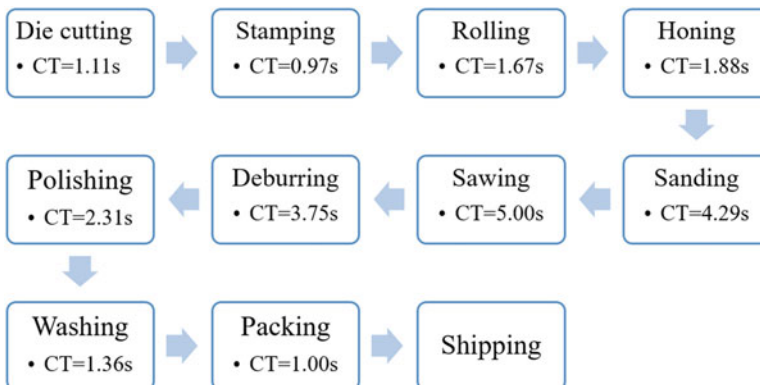 Die cutting
• CT=1.11s
Stamping
• CT=0.97s
Rolling
• CT=1.67s
Honing
• CT=1.88s
Polishing
• CT=2.31s
Deburring
• CT=3.75s
Sawing
• CT=5.00s
Sanding
• CT=4.29s
Washing
• CT=1.36s
Packing
• CT=1.00s
Shipping